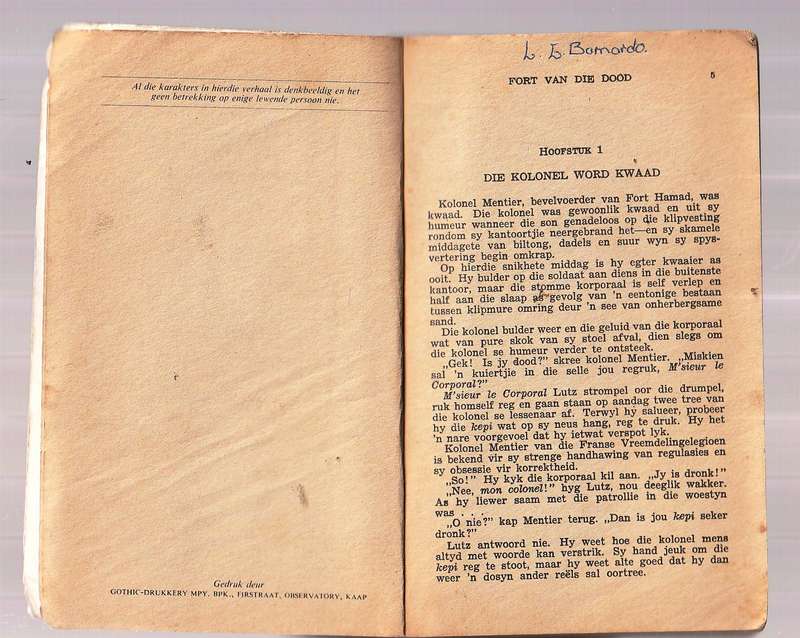 Al die karakters in hierdie verhaal is denkbeeldig en het
geen betrekking op enige lewende persoon nie.
Gedruk deur
GOTHIC-DRUKKERY MPY. BPK., FIRSTRAAT, OBSERVATORY, KAAP
L. E. Barnardo.
FORT VAN DIE DOOD 5
HOOFSTUK 1
DIE KOLONEL WORD KWAAD
Kolonel Mentier, bevelvoerder van Fort Hamad, was
kwaad. Die kolonel was gewoonlik kwaad en uit sy
humeur wanneer die son genadeloos op die klipvesting
rondom sy kantoortjie neergebrand het—en sy skamele
middagete van biltong, dadels en suur wyn sy spys-
vertering begin omkrap.
Op hierdie snikhete middag is hy egter kwaaier as
ooit. Hy bulder op die soldaat aan diens in die buitenste
kantoor, maar die stomme korporaal is self verlep en
half aan die slaap as gevolg van 'n eentonige bestaan
tussen klipmure omring deur 'n see van onherbergsame
sand.
Die kolonel bulder weer en die geluid van die korporaal
wat van pure skok van sy stoel afval, dien slegs om
die kolonel se humeur verder te ontsteek.
„Gek! Is jy dood?” skree kolonel Mentier. „Miskien
sal 'n kuiertjie in die selle jou regruk, M'sieur le
Corporal?”
M'sieur le Corporal Lutz strompel oor die drumpel,
ruk homself reg en gaan staan op aandag twee tree van
die kolonel se lessenaar af. Terwyl hy salueer, probeer
hy die kepi wat op sy neus hang, reg te druk. Hy het
'n nare voorgevoel dat hy ietwat verspot lyk.
Kolonel Mentier van die Franse Vreemdelingelegioen
is bekend vir sy strenge handhawing van regulasies en
sy obsessie vir korrektheid.
„So!” Hy kyk die korporaal kil aan. „Jy is dronk!”
„Nee, mon colonel!” hyg Lutz, nou deeglik wakker.
As hy liewer saam met die patrollie in die woestyn
was . . .
„O nie?” kap Mentier terug. „Dan is jou kepi seker
dronk?”
Lutz antwoord nie. Hy weet hoe die kolonel mens
altyd met woorde kan verstrik. Sy hand jeuk om die
kepi reg te stoot, maar hy weet alte goed dat hy dan
weer 'n dosyn ander reëls sal oortree.